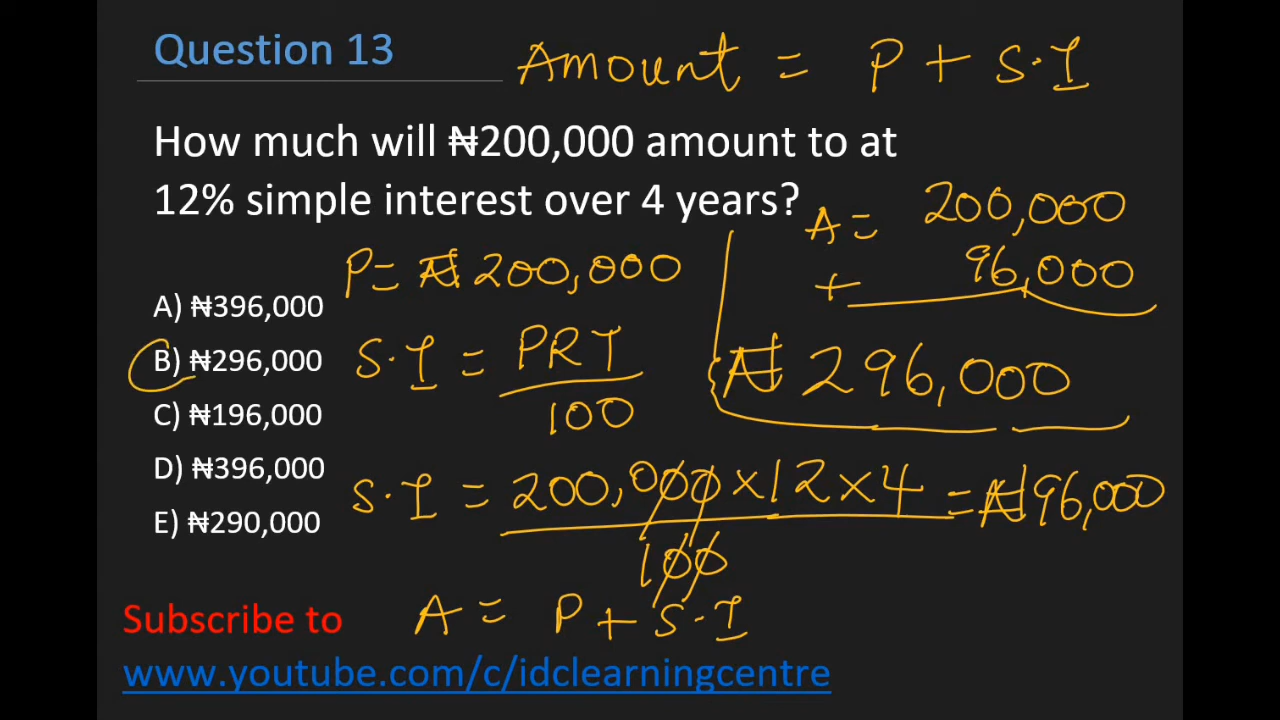 Question 13
Amount = P + S.I
How much will ₦200,000 amount to at
12% simple interest over 4 years?
A = 200,000
+ 96,000
₦296,000
P = ₦200,000
S.I = PRT
100
A) ₦396,000
B) ₦296,000
C) ₦196,000
D) ₦396,000
E) ₦290,000
S.I = 200,000 × 12 × 4 = ₦96,000
100
A = P + S.I
Subscribe to
www.youtube.com/c/idclearningcentre